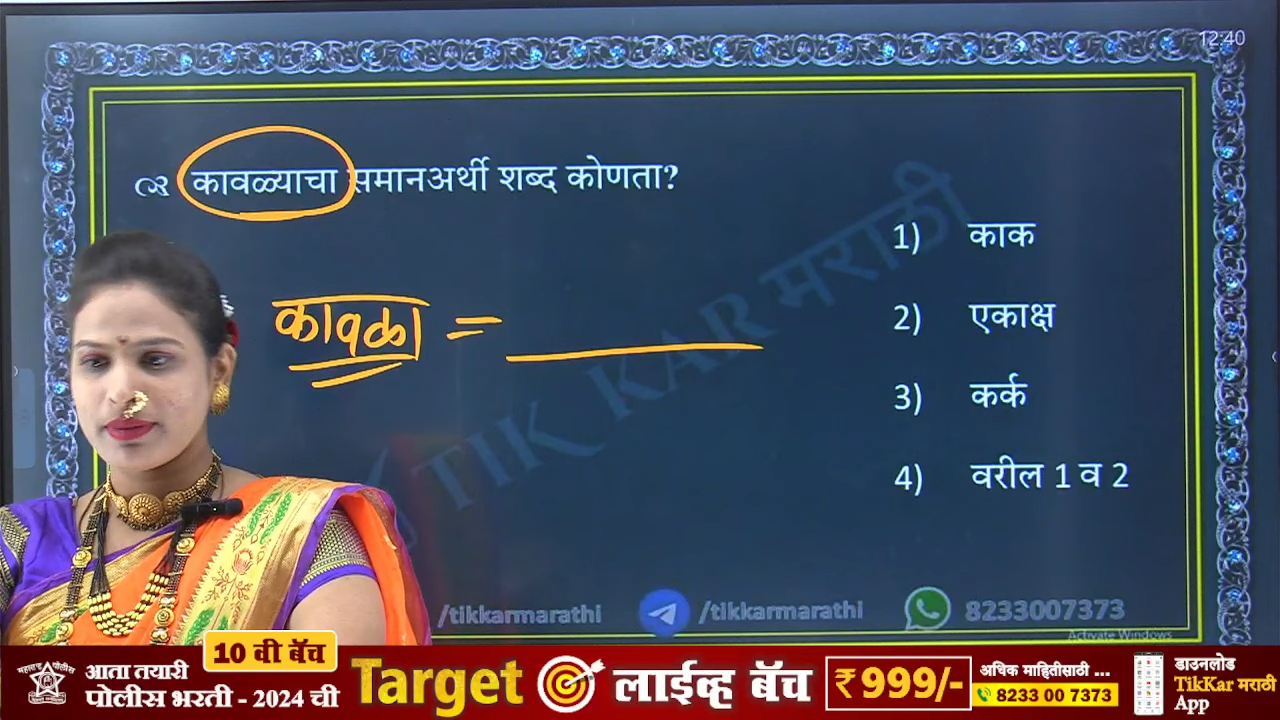 12:40
कावळ्याचा समानअर्थी शब्द कोणता?
1) काक
2) एकाक्ष
3) कर्क
4) वरील 1 व 2
कावळा =
TIK KAR मराठी
/tikkarmarathi
/tikkarmarathi
8233007373
Activate Windows
10 वी बॅच
आता तयारी
पोलीस भरती - 2024 ची
Target लाईव्ह बॅच
₹999/-
अधिक माहितीसाठी ...
8233 00 7373
डाउनलोड
TikKar मराठी
App